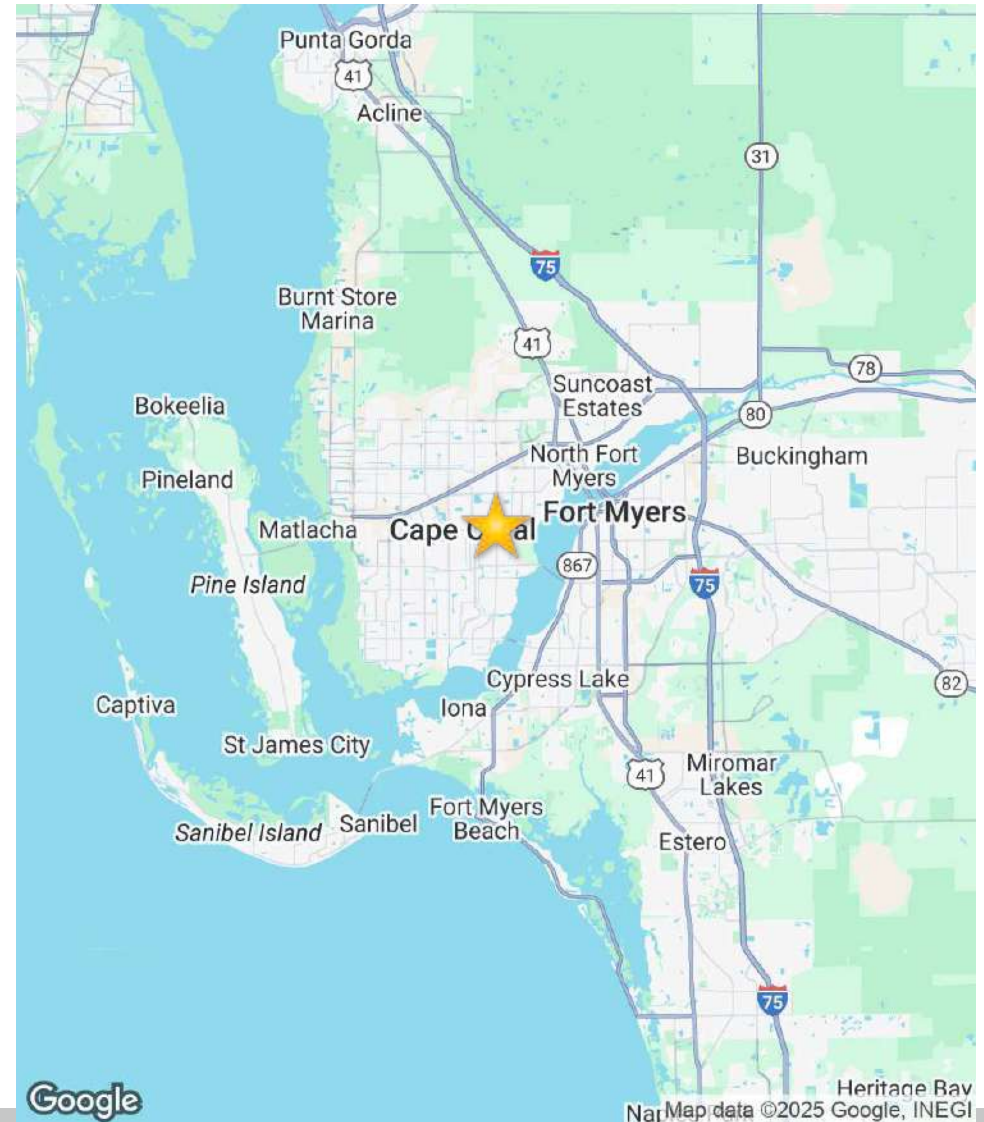 Punta Gorda
41
Acline
31
75
Burnt Store
Marina
41
78
Suncoast
Estates
Bokeelia
80
North Fort
Myers
Buckingham
Pineland
Fort Myers
Matlacha
Cape
al
867
Pine Island
75
Cypress Lake
82
Captiva
Iona
St James City
Miromar
Lakes
41
Fort Myers
Beach
Sanibel Island
Sanibel
Estero
75
Heritage Bay
Google
Map data ©2025 Google, INEGI